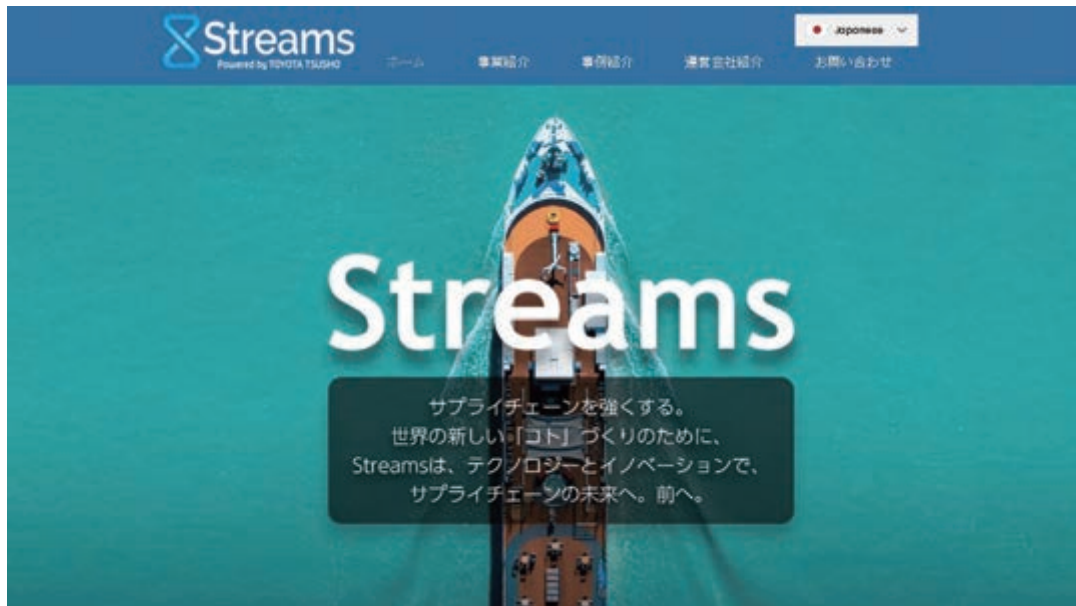 Streams
Powered by TOYOTA TSUSHO
Japanese
ホーム 事業紹介 事例紹介 運営会社紹介 お問い合わせ
Streams
サプライチェーンを強くする。
世界の新しい「コト」づくりのために、
Streamsは、テクノロジーとイノベーションで、
サプライチェーンの未来へ。前へ。